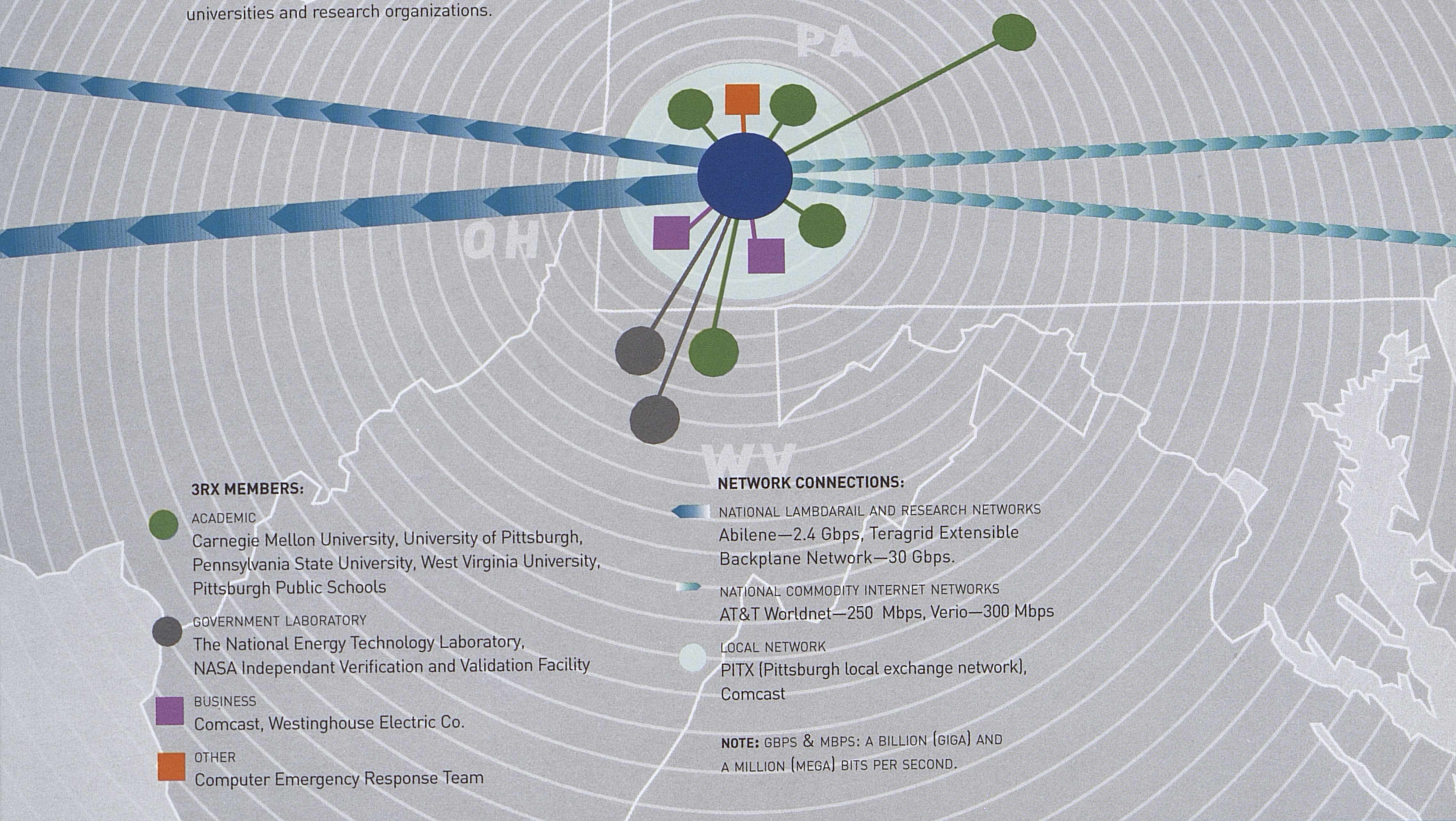 universities and research organizations.
PA
OH
WV
3RX MEMBERS:
ACADEMIC
Carnegie Mellon University, University of Pittsburgh,
Pennsylvania State University, West Virginia University,
Pittsburgh Public Schools
GOVERNMENT LABORATORY
The National Energy Technology Laboratory,
NASA Independant Verification and Validation Facility
BUSINESS
Comcast, Westinghouse Electric Co.
OTHER
Computer Emergency Response Team
NETWORK CONNECTIONS:
NATIONAL LAMBDARAIL AND RESEARCH NETWORKS
Abilene—2.4 Gbps, Teragrid Extensible
Backplane Network—30 Gbps.
NATIONAL COMMODITY INTERNET NETWORKS
AT&T Worldnet—250 Mbps, Verio—300 Mbps
LOCAL NETWORK
PITX (Pittsburgh local exchange network),
Comcast
NOTE: GBPS & MBPS: A BILLION (GIGA) AND
A MILLION (MEGA) BITS PER SECOND.